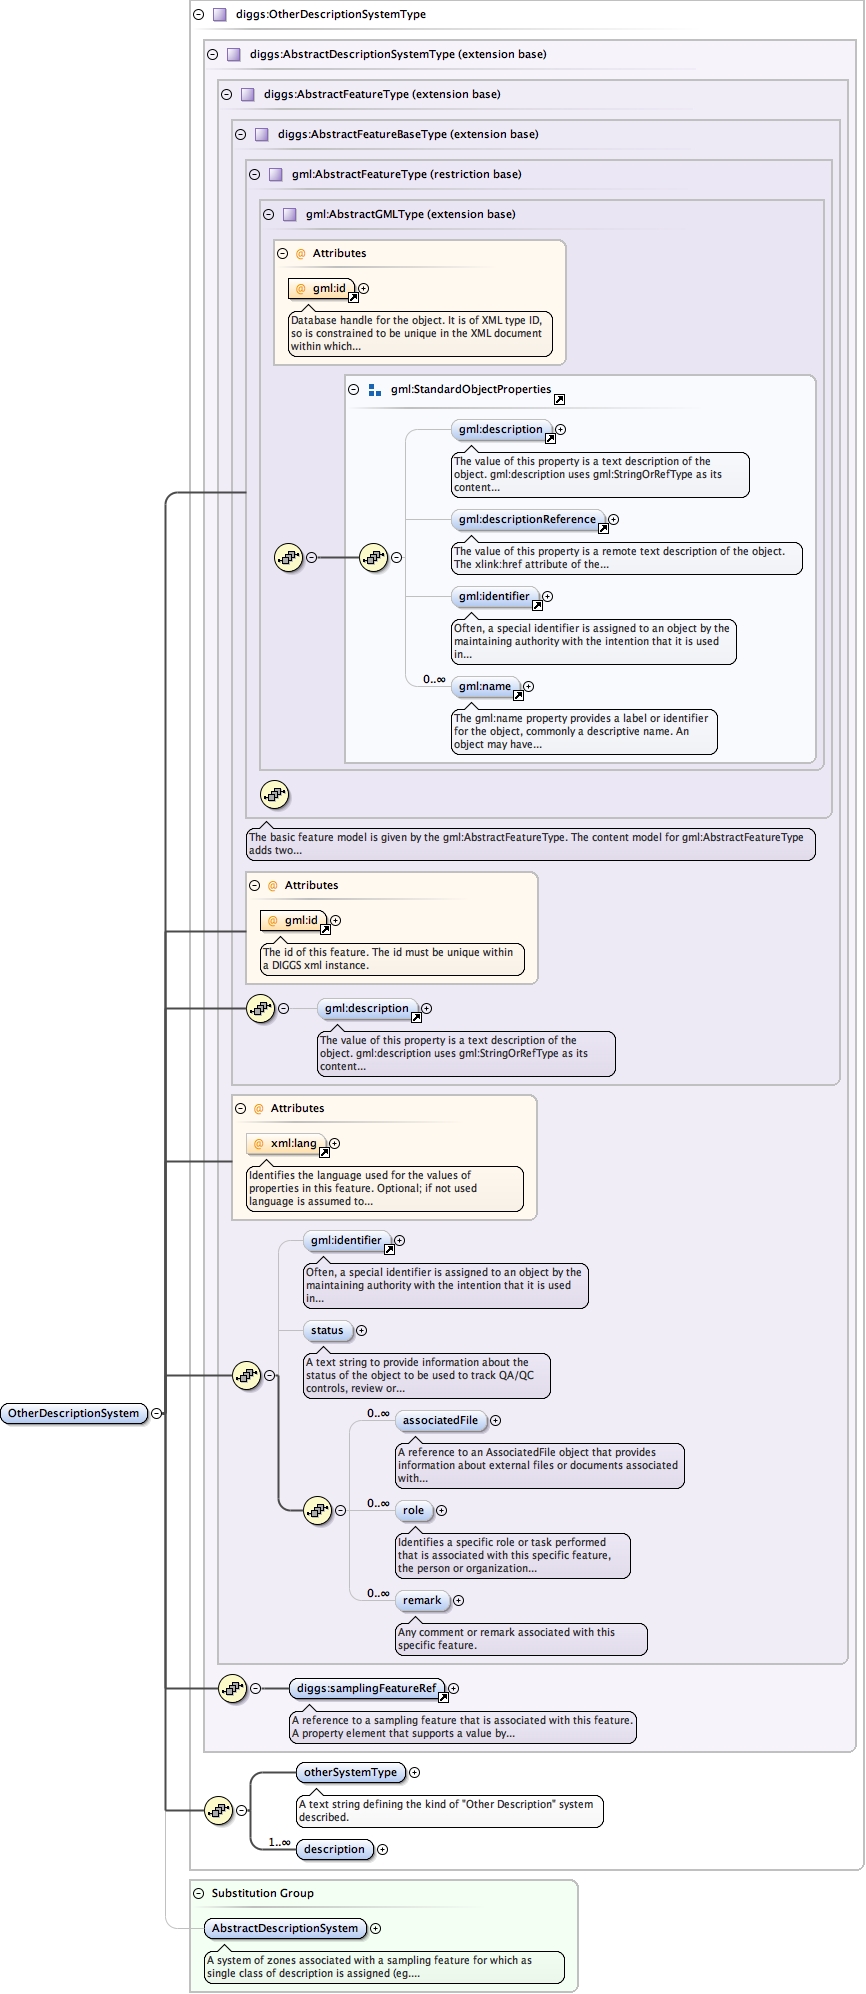 diggs:OtherDescriptionSystemType
diggs:AbstractDescriptionSystemType (extension base)
diggs:AbstractFeatureType (extension base)
diggs:AbstractFeatureBaseType (extension base)
gml:AbstractFeatureType (restriction base)
gml:AbstractGMLType (extension base)
@ Attributes
@ gml:id
Database handle for the object. It is of XML type ID,
so is constrained to be unique in the XML document
within which...
gml:StandardObjectProperties
gml:description
The value of this property is a text description of the
object. gml:description uses gml:StringOrRefType as its
content...
gml:descriptionReference
The value of this property is a remote text description of the object.
The xlink:href attribute of the...
gml:identifier
Often, a special identifier is assigned to an object by the
maintaining authority with the intention that it is used
in...
0..∞
gml:name
The gml:name property provides a label or identifier
for the object, commonly a descriptive name. An
object may have...
The basic feature model is given by the gml:AbstractFeatureType. The content model for gml:AbstractFeatureType
adds two...
@ Attributes
@ gml:id
The id of this feature. The id must be unique within
a DIGGS xml instance.
gml:description
The value of this property is a text description of the
object. gml:description uses gml:StringOrRefType as its
content...
@ Attributes
@ xml:lang
Identifies the language used for the values of
properties in this feature. Optional; if not used
language is assumed to...
gml:identifier
Often, a special identifier is assigned to an object by the
maintaining authority with the intention that it is used
in...
status
A text string to provide information about the
status of the object to be used to track QA/QC
controls, review or...
OtherDescriptionSystem
0..∞
associatedFile
A reference to an AssociatedFile object that provides
information about external files or documents associated
with...
0..∞
role
Identifies a specific role or task performed
that is associated with this specific feature,
the person or organization...
0..∞
remark
Any comment or remark associated with this
specific feature.
diggs:samplingFeatureRef
A reference to a sampling feature that is associated with this feature.
A property element that supports a value by...
otherSystemType
A text string defining the kind of "Other Description" system
described.
1..∞
description
Substitution Group
AbstractDescriptionSystem
A system of zones associated with a sampling feature for which as
single class of description is assigned (eg....